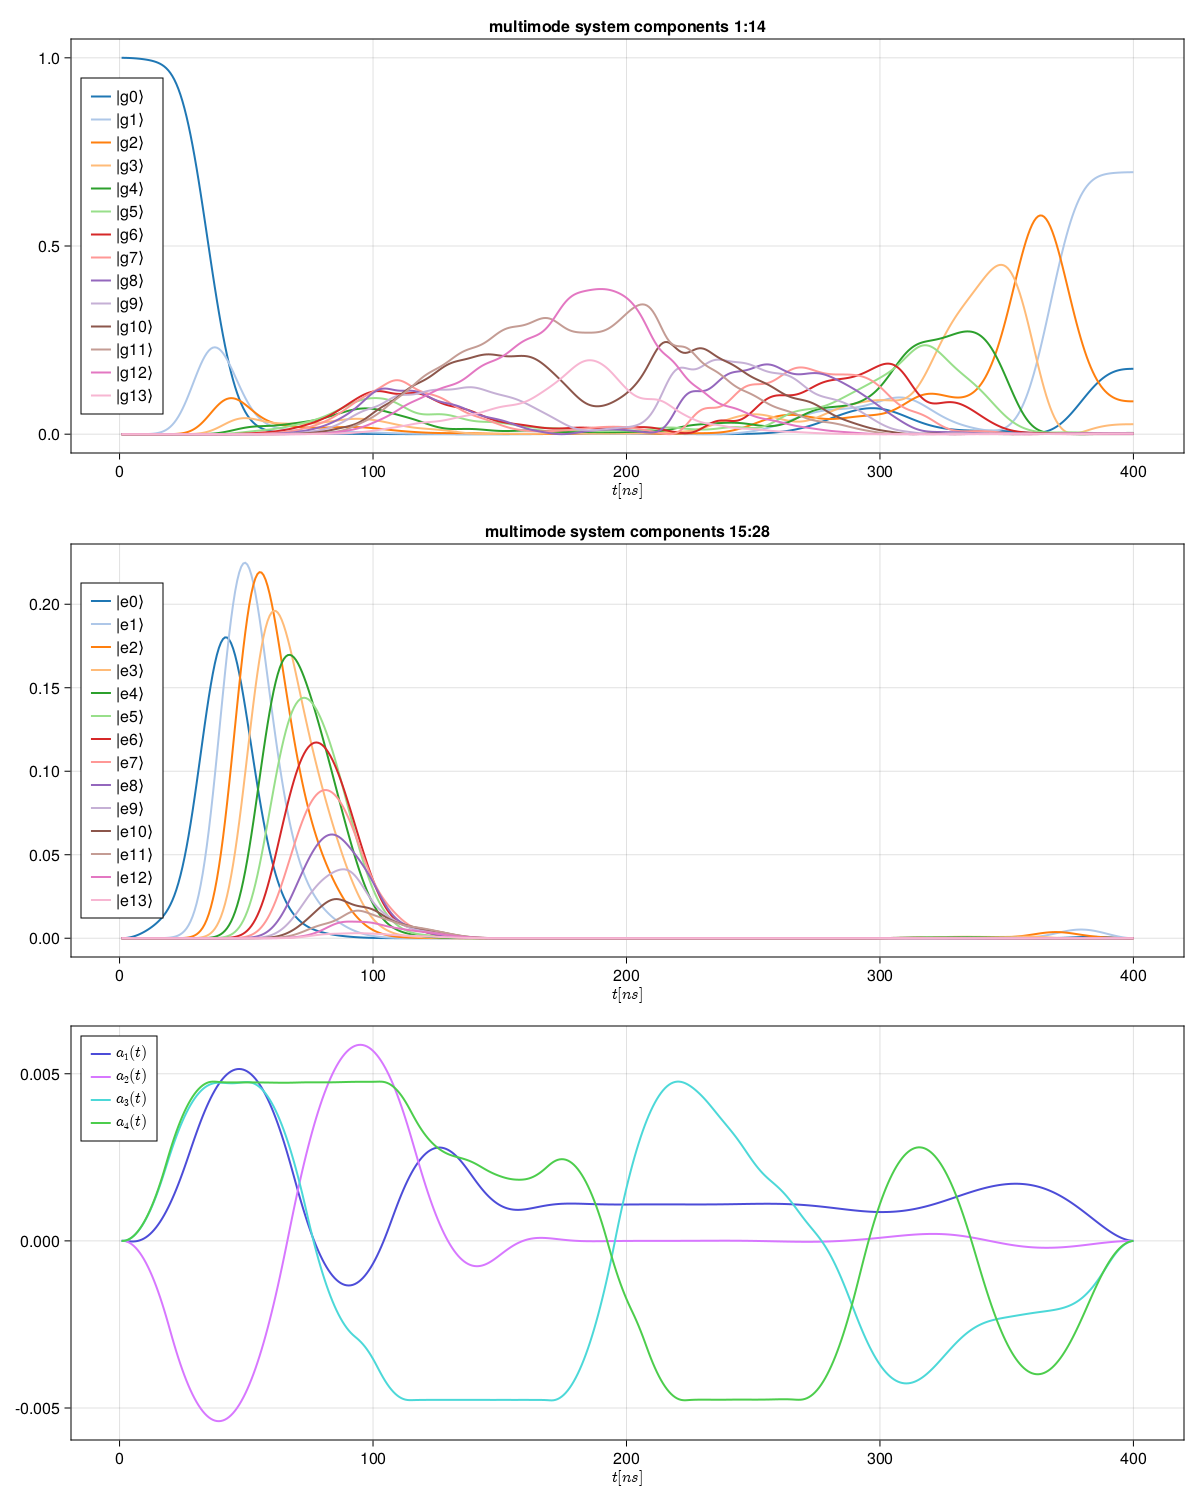 multimode system components 1:14
1.0
0.5
0.0
|g0⟩
|g1⟩
|g2⟩
|g3⟩
|g4⟩
|g5⟩
|g6⟩
|g7⟩
|g8⟩
|g9⟩
|g10⟩
|g11⟩
|g12⟩
|g13⟩
0 100 200 300 400
t[ns]
multimode system components 15:28
0.20
0.15
0.10
0.05
0.00
|e0⟩
|e1⟩
|e2⟩
|e3⟩
|e4⟩
|e5⟩
|e6⟩
|e7⟩
|e8⟩
|e9⟩
|e10⟩
|e11⟩
|e12⟩
|e13⟩
0 100 200 300 400
t[ns]
0.005
0.000
-0.005
a₁(t)
a₂(t)
a₃(t)
a₄(t)
0 100 200 300 400
t[ns]